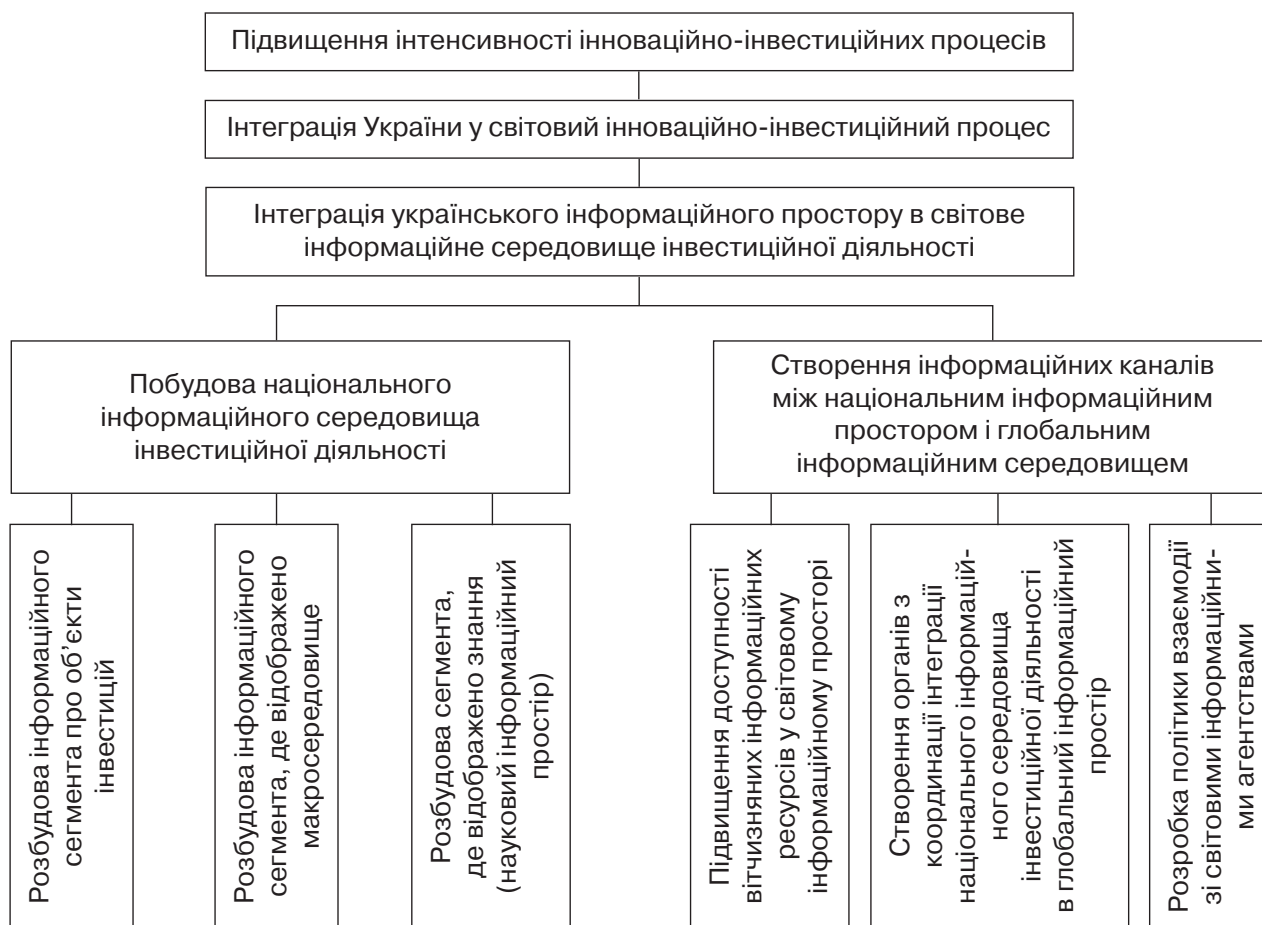 Підвищення інтенсивності інноваційно-інвестиційних процесів
Інтеграція України у світовий інноваційно-інвестиційний процес
Інтеграція українського інформаційного простору в світове
інформаційне середовище інвестиційної діяльності
Побудова національного
інформаційного середовища
інвестиційної діяльності
Створення інформаційних каналів
між національним інформаційним
простором і глобальним
інформаційним середовищем
Розбудова інформаційного
сегмента про об’єкти
інвестицій
Розбудова інформаційного
сегмента, де відображено
макросередовище
Розбудова сегмента,
де відображено знання
(науковий інформаційний
простір)
Підвищення доступності
вітчизняних інформаційних
ресурсів у світовому
інформаційному просторі
Створення органів з
координації інтеграції
національного інформацій-
ного середовища
інвестиційної діяльності
в глобальний інформаційний
простір
Розробка політики взаємодії
зі світовими інформаційни-
ми агентствами